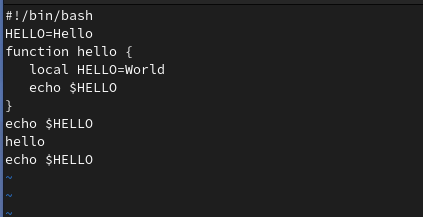 #!/bin/bash
HELLO=Hello
function hello {
   local HELLO=World
   echo $HELLO
}
echo $HELLO
hello
echo $HELLO
~
~
~